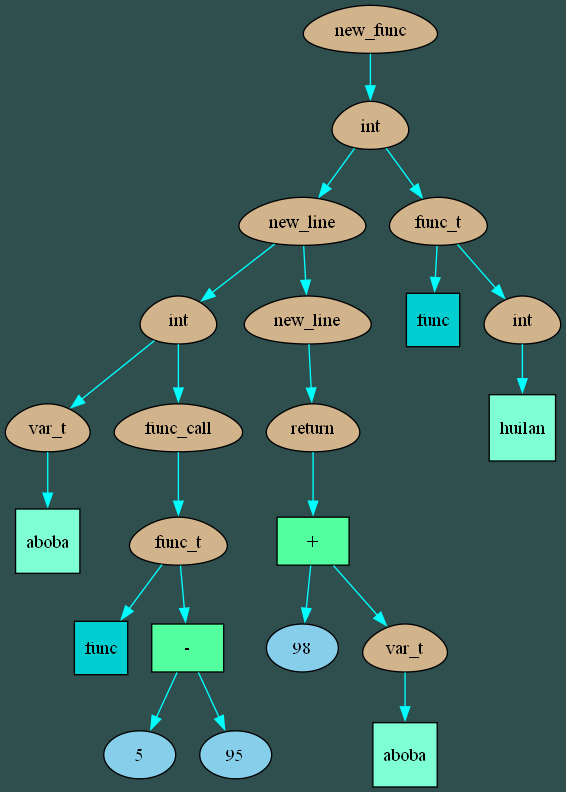 new_func
int
new_line func_t
int new_line func int
var_t func_call return huilan
aboba func_t +
func - 98 var_t
5 95 aboba